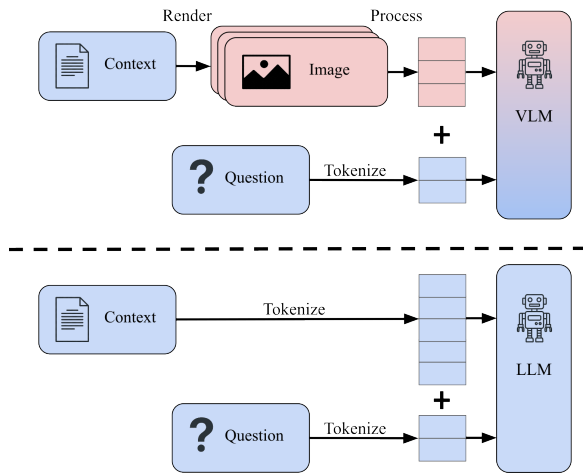 Render
Process
Context
Image
VLM
+
Question
Tokenize
Context
Tokenize
LLM
+
Question
Tokenize